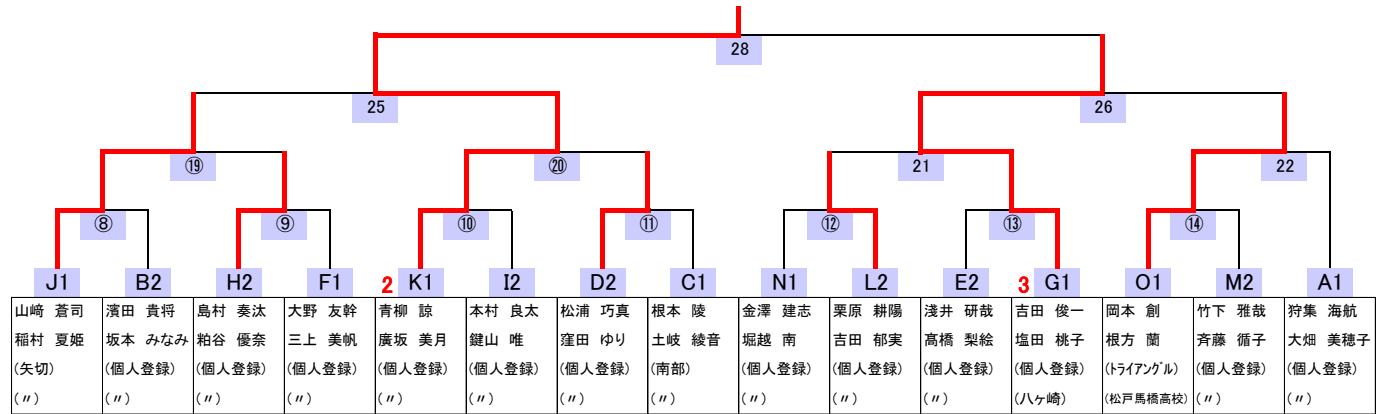 28
25
26
⑲
⑳
21
22
⑧
⑨
⑩
⑪
⑫
⑬
⑭
J1 B2 H2 F1 2 K1 I2 D2 C1 N1 L2 E2 3 G1 O1 M2 A1
山﨑 蒼司 濱田 貴将 島村 奏汰 大野 友幹 青柳 諒 本村 良太 松浦 巧真 根本 陵 金澤 建志 栗原 耕陽 淺井 研哉 吉田 俊一 岡本 創 竹下 雅哉 狩集 海航
稲村 夏姫 坂本 みなみ 粕谷 優奈 三上 美帆 廣坂 美月 鍵山 唯 窪田 ゆり 土岐 綾音 堀越 南 吉田 郁実 髙橋 梨絵 塩田 桃子 根方 蘭 斉藤 循子 大畑 美穂子
(矢切) (個人登録) (個人登録) (個人登録) (個人登録) (個人登録) (個人登録) (南部) (個人登録) (個人登録) (個人登録) (個人登録) (トライアングル) (個人登録) (個人登録)
(〃) (〃) (〃) (〃) (〃) (〃) (〃) (〃) (〃) (〃) (〃) (八ヶ崎) (松戸馬橋高校) (〃) (〃)